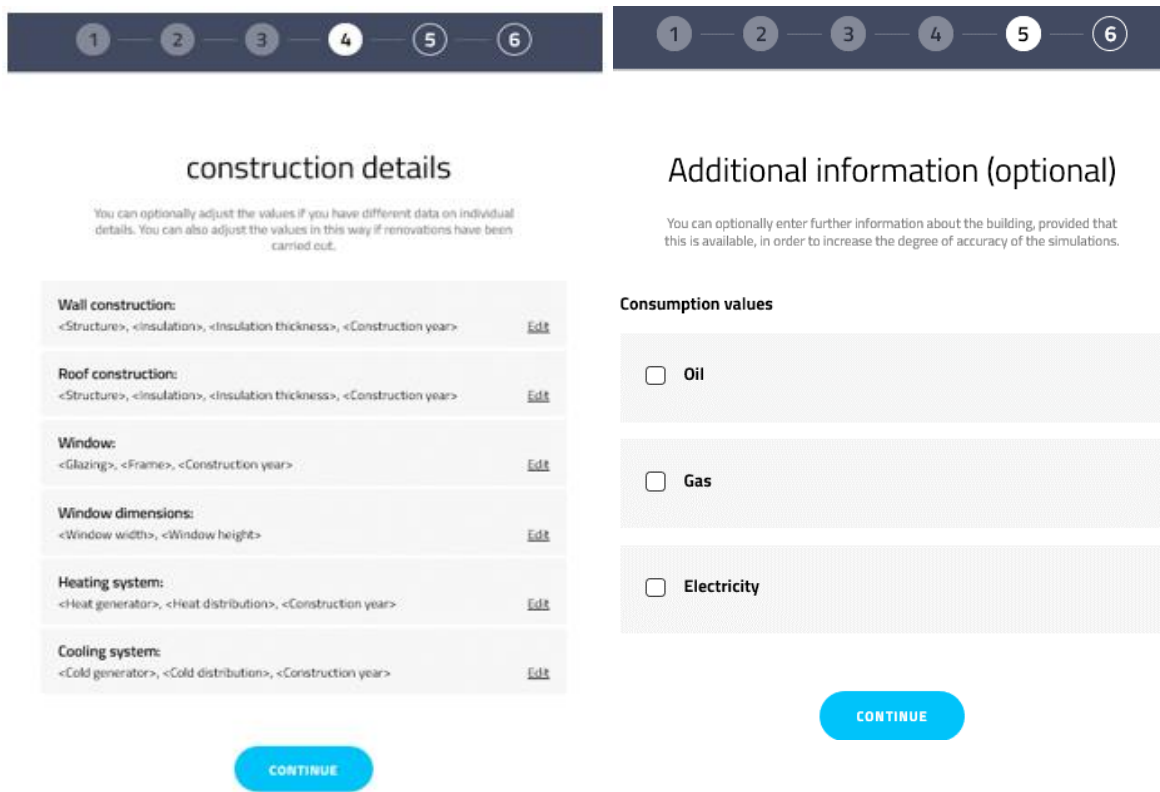 1 2 3 4 5 6
construction details
You can optionally adjust the values if you have different data on individual
details. You can also adjust the values in this way if renovations have been
carried out.
Wall construction:
<Structure>, <Insulation>, <Insulation thickness>, <Construction year>
Edit
Roof construction:
<Structure>, <Insulation>, <Insulation thickness>, <Construction year>
Edit
Window:
<Glazing>, <Frame>, <Construction year>
Edit
Window dimensions:
<Window width>, <Window height>
Edit
Heating system:
<Heat generator>, <Heat distribution>, <Construction year>
Edit
Cooling system:
<Cold generator>, <Cold distribution>, <Construction year>
Edit
CONTINUE
1 2 3 4 5 6
Additional information (optional)
You can optionally enter further information about the building, provided that
this is available, in order to increase the degree of accuracy of the simulations.
Consumption values
Oil
Gas
Electricity
CONTINUE